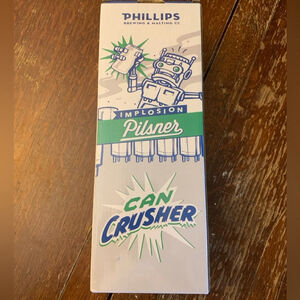 PHILLIPS
BREWING & MALTING CO
IMPLOSION
Pilsner
CAN
CRUSHER